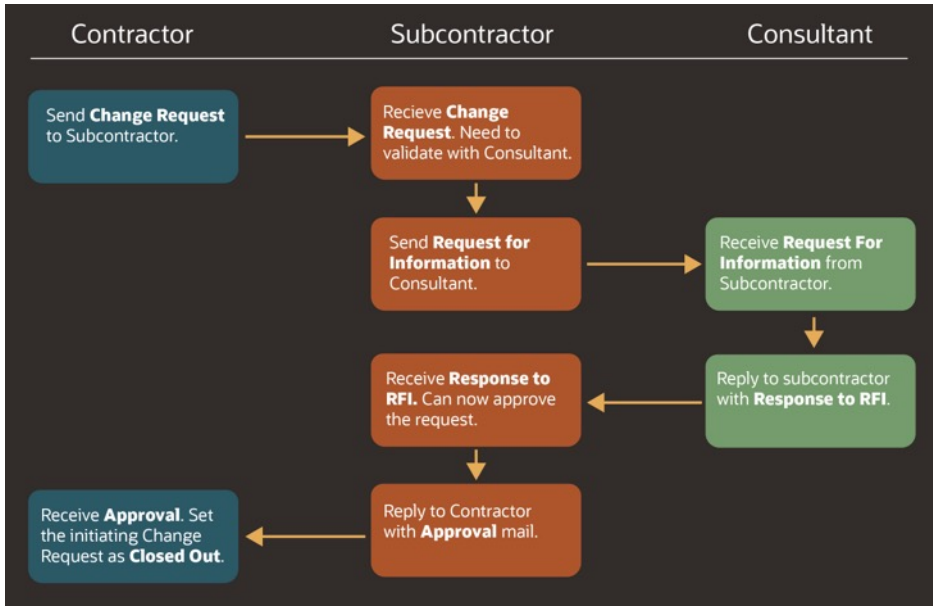 Contractor
Subcontractor
Consultant
Send Change Request
to Subcontractor.
Recieve Change
Request. Need to
validate with Consultant.
Send Request for
Information to
Consultant.
Receive Request For
Information from
Subcontractor.
Receive Response to
RFI. Can now approve
the request.
Reply to subcontractor
with Response to RFI.
Receive Approval. Set
the initiating Change
Request as Closed Out.
Reply to Contractor
with Approval mail.